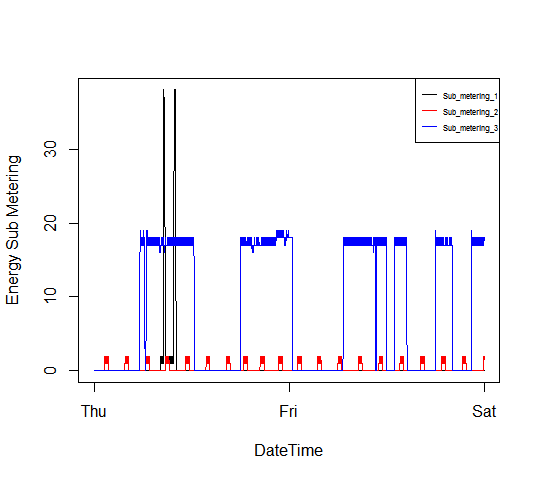 Sub_metering_1
Sub_metering_2
Sub_metering_3
Energy Sub Metering
30
20
10
0
Thu Fri Sat
DateTime